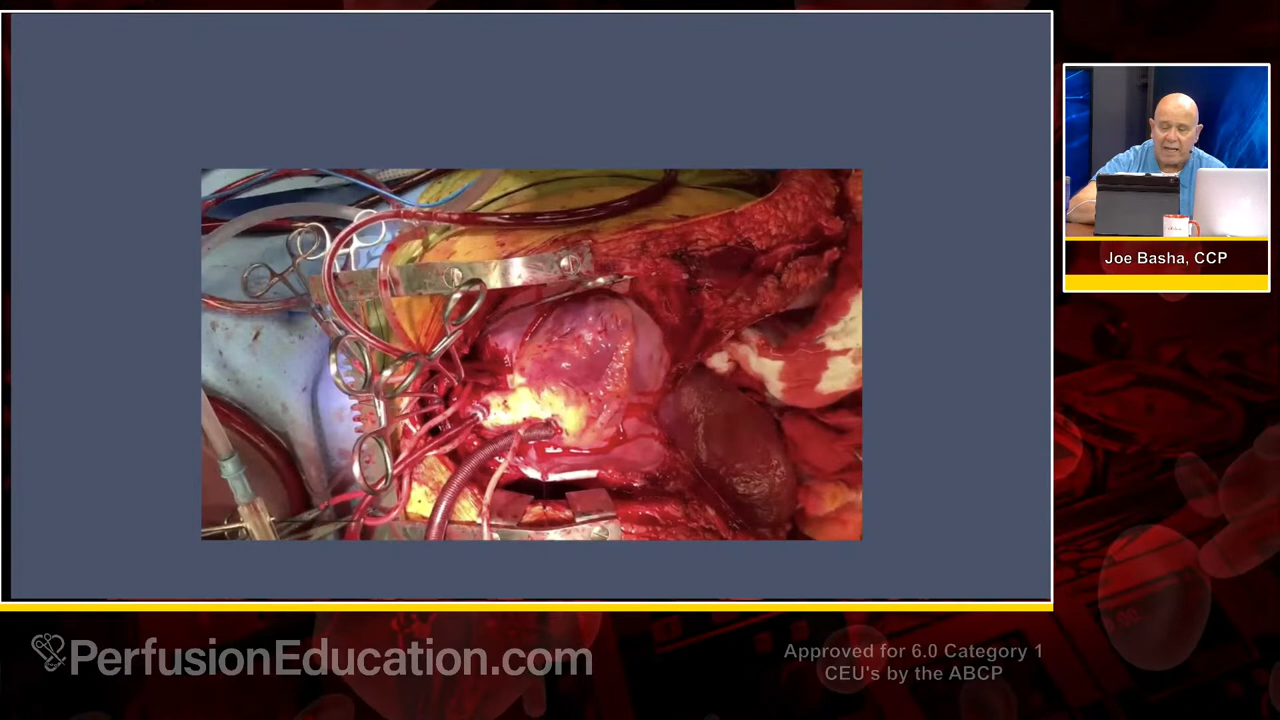 Joe Basha, CCP
PerfusionEducation.com
Approved for 6.0 Category 1
CEU's by the ABCP